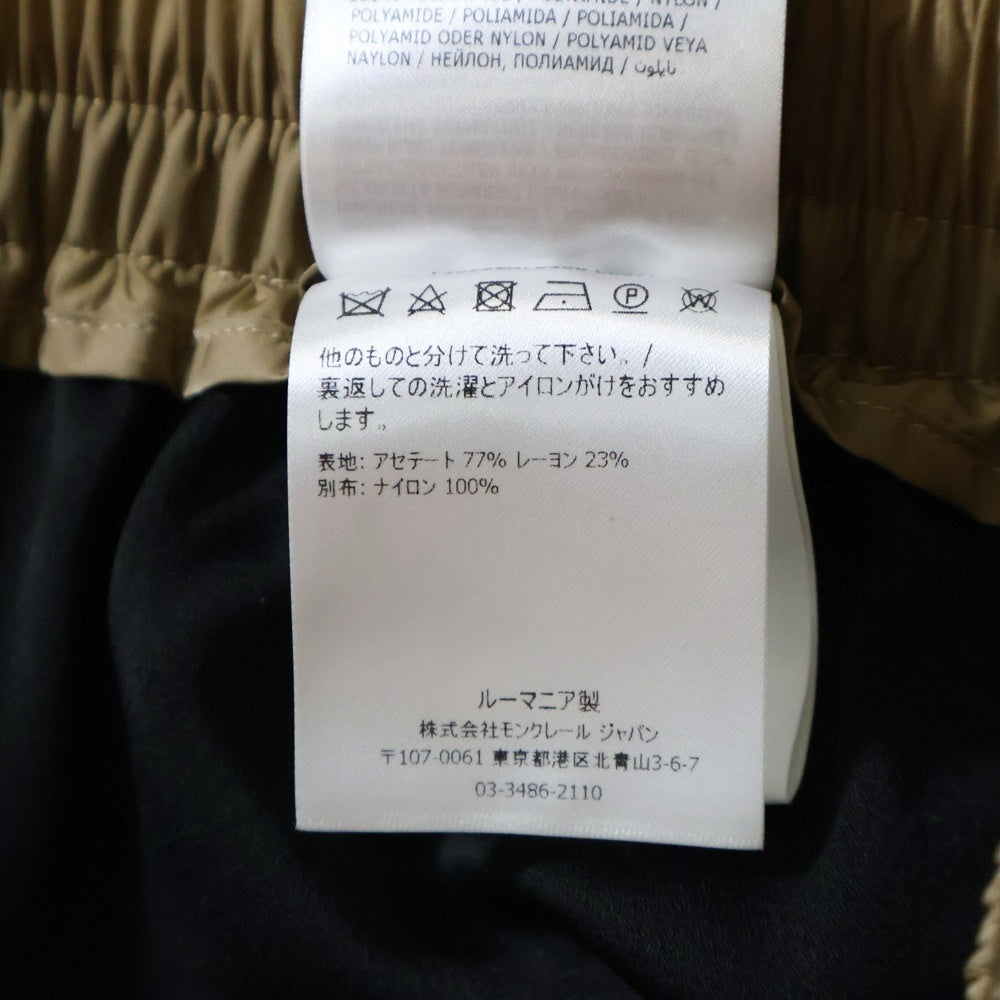 POLYAMIDE / POLIAMIDA / POLIAMIDA /
POLYAMID ODER NYLON / POLYAMID VEYA
NAYLON / НЕЙЛОН, ПОЛИАМИД / نایلون
P
W
他のものと分けて洗って下さい。/
裏返しての洗濯とアイロンがけをおすすめ
します。
表地: アセテート 77% レーヨン 23%
別布: ナイロン 100%
ルーマニア製
株式会社モンクレール ジャパン
〒107-0061 東京都港区北青山3-6-7
03-3486-2110